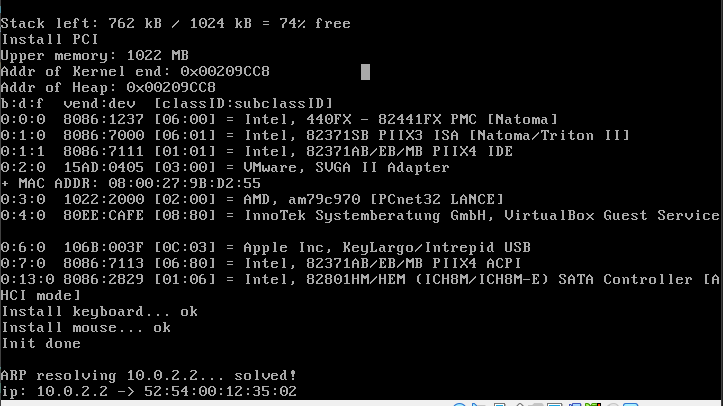 Stack left: 762 kB / 1024 kB = 74% free
Install PCI
Upper memory: 1022 MB
Addr of Kernel end: 0x00209CC8
Addr of Heap: 0x00209CC8
b:d:f  vend:dev  [classID:subclassID]
0:0:0  8086:1237 [06:00] = Intel, 440FX - 82441FX PMC [Natoma]
0:1:0  8086:7000 [06:01] = Intel, 82371SB PIIX3 ISA [Natoma/Triton II]
0:1:1  8086:7111 [01:01] = Intel, 82371AB/EB/MB PIIX4 IDE
0:2:0  15AD:0405 [03:00] = VMware, SVGA II Adapter
+ MAC ADDR: 08:00:27:9B:D2:55
0:3:0  1022:2000 [02:00] = AMD, am79c970 [PCnet32 LANCE]
0:4:0  80EE:CAFE [08:80] = InnoTek Systemberatung GmbH, VirtualBox Guest Service
0:6:0  106B:003F [0C:03] = Apple Inc, KeyLargo/Intrepid USB
0:7:0  8086:7113 [06:80] = Intel, 82371AB/EB/MB PIIX4 ACPI
0:13:0 8086:2829 [01:06] = Intel, 82801HM/HEM (ICH8M/ICH8M-E) SATA Controller [A
HCI mode]
Install keyboard... ok
Install mouse... ok
Init done
ARP resolving 10.0.2.2... solved!
ip: 10.0.2.2 -> 52:54:00:12:35:02